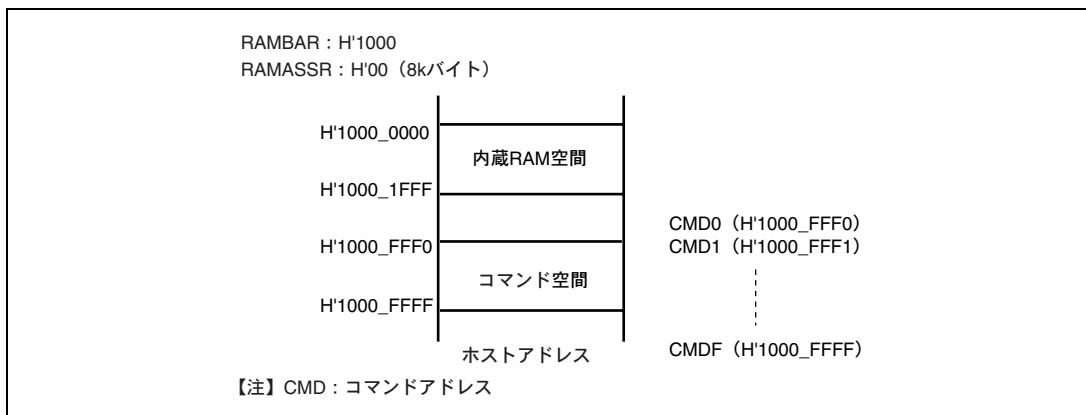 RAMBAR：H'1000
RAMASSR：H'00（8kバイト）
H'1000_0000
内蔵RAM空間
H'1000_1FFF
H'1000_FFF0
コマンド空間
H'1000_FFFF
ホストアドレス
CMD0（H'1000_FFF0）
CMD1（H'1000_FFF1）
CMDF（H'1000_FFFF）
【注】CMD：コマンドアドレス